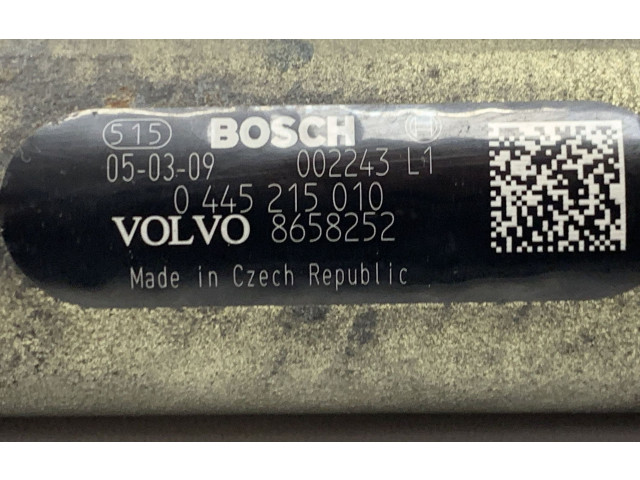 515 BOSCH
05-03-09 002243 L1
0 445 215 010
VOLVO 8658252
Made in Czech Republic